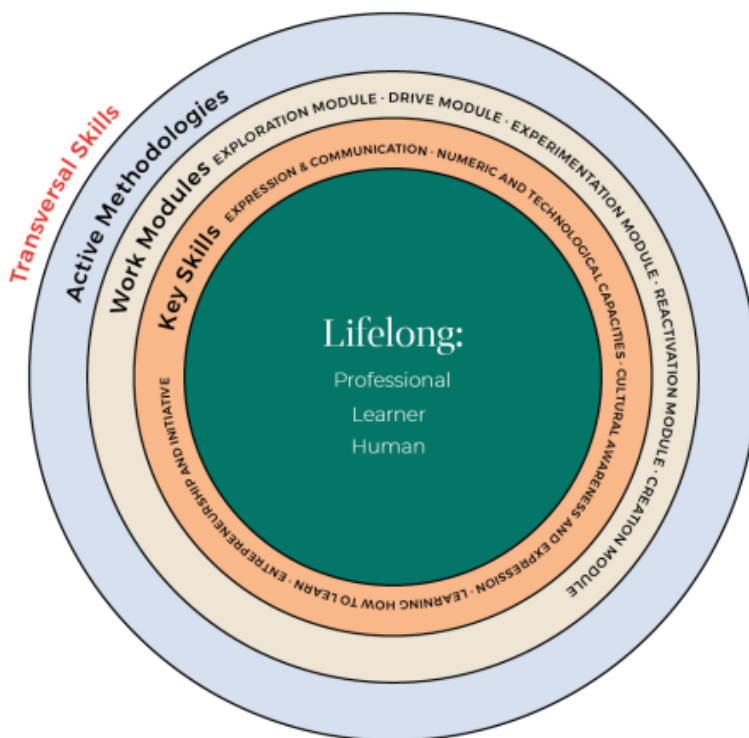 Transversal Skills
Active Methodologies
Work Modules EXPLORATION MODULE · DRIVE MODULE · EXPERIMENTATION MODULE · REACTIVATION MODULE · CREATION MODULE
Key Skills EXPRESSION & COMMUNICATION · NUMERIC AND TECHNOLOGICAL CAPACITIES · CULTURAL AWARENESS AND EXPRESSION · LEARNING HOW TO LEARN · ENTREPRENEURSHIP AND INITIATIVE
Lifelong:
Professional
Learner
Human